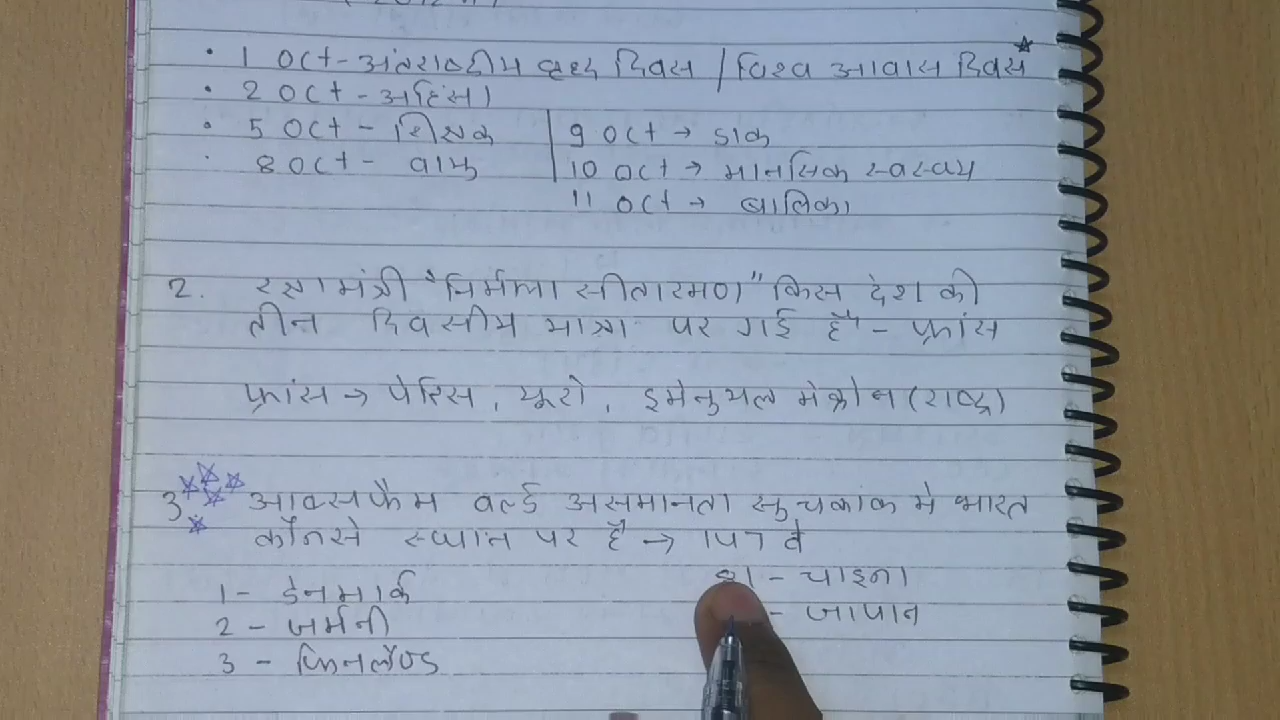 • 1 Oct - अंतराष्ट्रीय वृध्द दिवस / विश्व आवास दिवस*
• 2 Oct - अहिंसा
• 5 Oct - शिक्षक | 9 Oct → डाक
• 8 Oct - वायु | 10 Oct → मानसिक स्वास्थ्य
11 Oct → बालिका
2. रक्षामंत्री "निर्मला सीतारमण" किस देश की
तीन दिवसीय यात्रा पर गई है - फ्रांस
फ्रांस → पेरिस, यूरो, इमेनुयल मेक्रोन (राष्ट्र)
3 आक्सफैम वर्ल्ड असमानता सुचकांक मे भारत
कौनसे स्थान पर है → 147 वे
1 - डेनमार्क
2 - जर्मनी
3 - फिनलैण्ड
81 - चाइना
- जापान